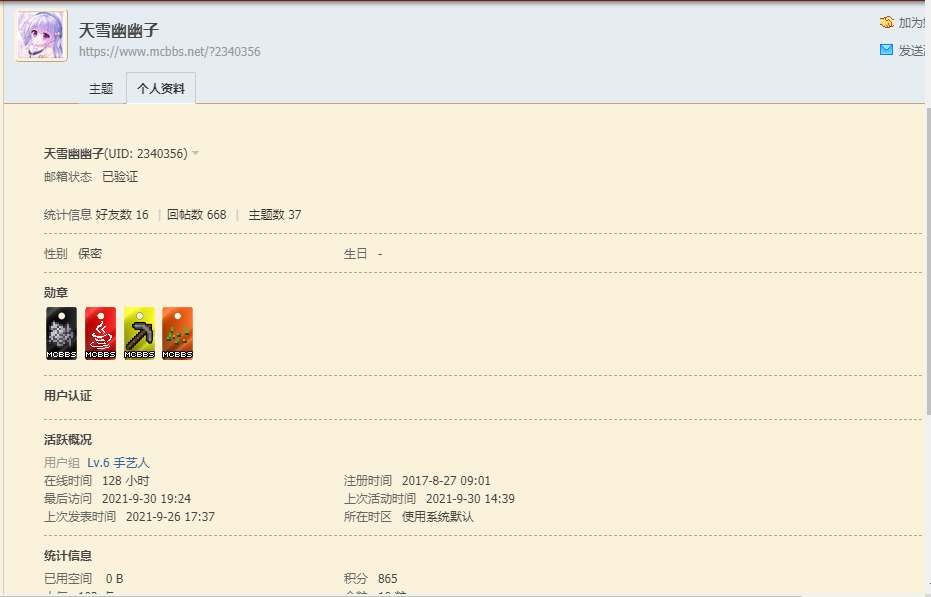 天雪幽幽子
https://www.mcbbs.net/?2340356
加为
发送
主题 个人资料
天雪幽幽子(UID: 2340356)
邮箱状态 已验证
统计信息 好友数 16 | 回帖数 668 | 主题数 37
性别 保密 生日 -
勋章
MCBBS MCBBS MCBBS MCBBS
用户认证
活跃概况
用户组 Lv.6 手艺人
在线时间 128 小时 注册时间 2017-8-27 09:01
最后访问 2021-9-30 19:24 上次活动时间 2021-9-30 14:39
上次发表时间 2021-9-26 17:37 所在时区 使用系统默认
统计信息
已用空间 0 B 积分 865